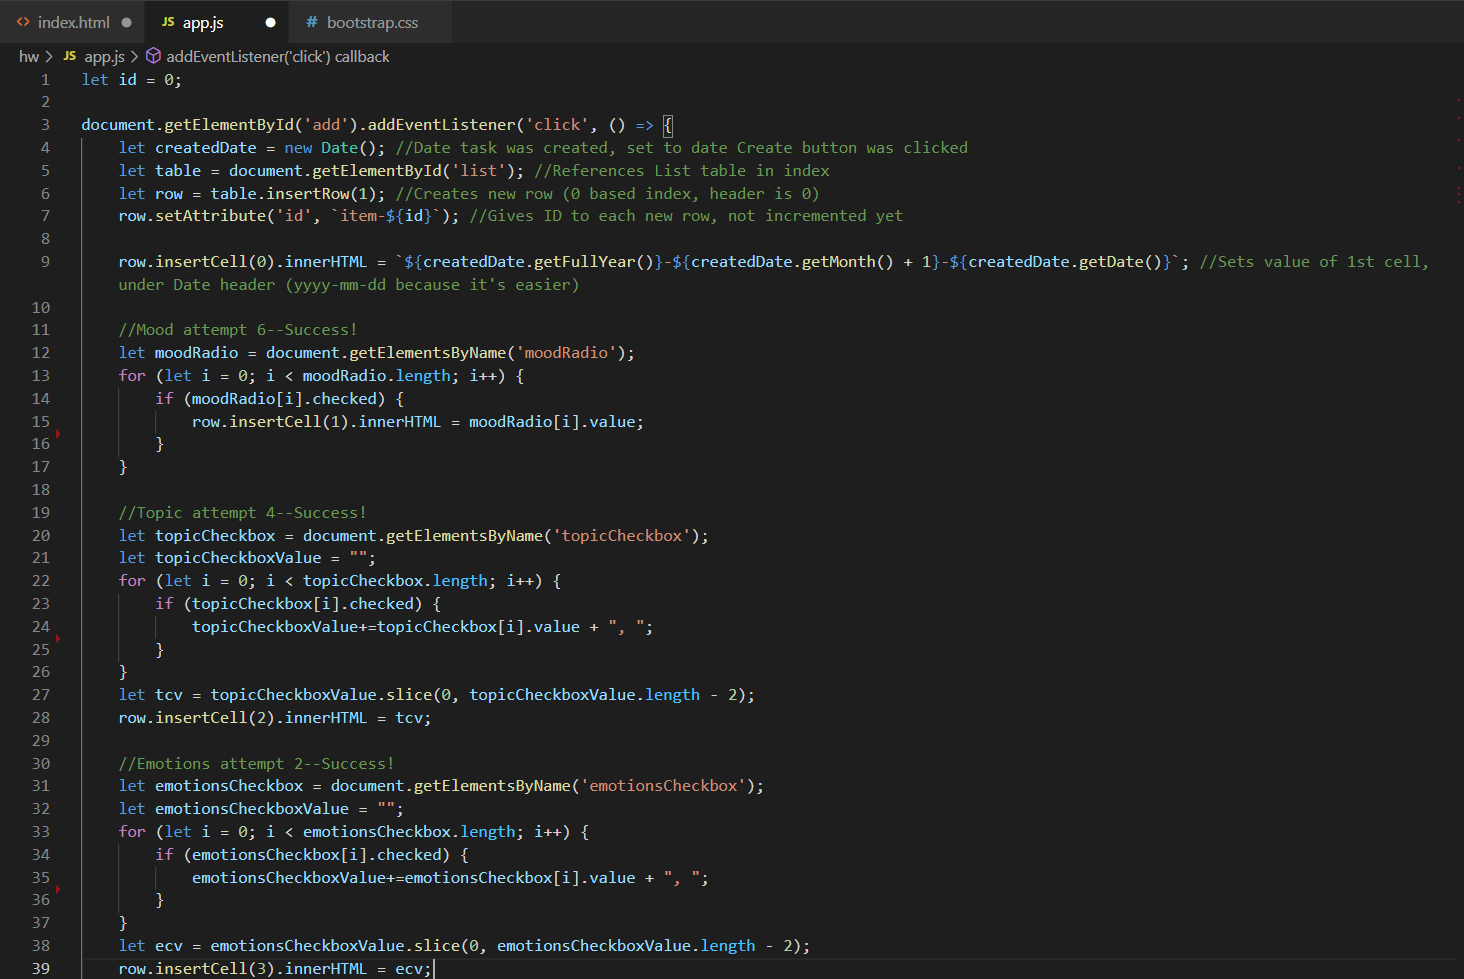 <> index.html ●
JS app.js ●
# bootstrap.css
hw > JS app.js > addEventListener('click') callback
1 let id = 0;
2
3 document.getElementById('add').addEventListener('click', () => {
4     let createdDate = new Date(); //Date task was created, set to date Create button was clicked
5     let table = document.getElementById('list'); //References List table in index
6     let row = table.insertRow(1); //Creates new row (0 based index, header is 0)
7     row.setAttribute('id', `item-${id}`); //Gives ID to each new row, not incremented yet
8
9     row.insertCell(0).innerHTML = `${createdDate.getFullYear()}-${createdDate.getMonth() + 1}-${createdDate.getDate()}`; //Sets value of 1st cell,
    under Date header (yyyy-mm-dd because it's easier)
10
11     //Mood attempt 6--Success!
12     let moodRadio = document.getElementsByName('moodRadio');
13     for (let i = 0; i < moodRadio.length; i++) {
14         if (moodRadio[i].checked) {
15             row.insertCell(1).innerHTML = moodRadio[i].value;
16         }
17     }
18
19     //Topic attempt 4--Success!
20     let topicCheckbox = document.getElementsByName('topicCheckbox');
21     let topicCheckboxValue = "";
22     for (let i = 0; i < topicCheckbox.length; i++) {
23         if (topicCheckbox[i].checked) {
24             topicCheckboxValue+=topicCheckbox[i].value + ", ";
25         }
26     }
27     let tcv = topicCheckboxValue.slice(0, topicCheckboxValue.length - 2);
28     row.insertCell(2).innerHTML = tcv;
29
30     //Emotions attempt 2--Success!
31     let emotionsCheckbox = document.getElementsByName('emotionsCheckbox');
32     let emotionsCheckboxValue = "";
33     for (let i = 0; i < emotionsCheckbox.length; i++) {
34         if (emotionsCheckbox[i].checked) {
35             emotionsCheckboxValue+=emotionsCheckbox[i].value + ", ";
36         }
37     }
38     let ecv = emotionsCheckboxValue.slice(0, emotionsCheckboxValue.length - 2);
39     row.insertCell(3).innerHTML = ecv;